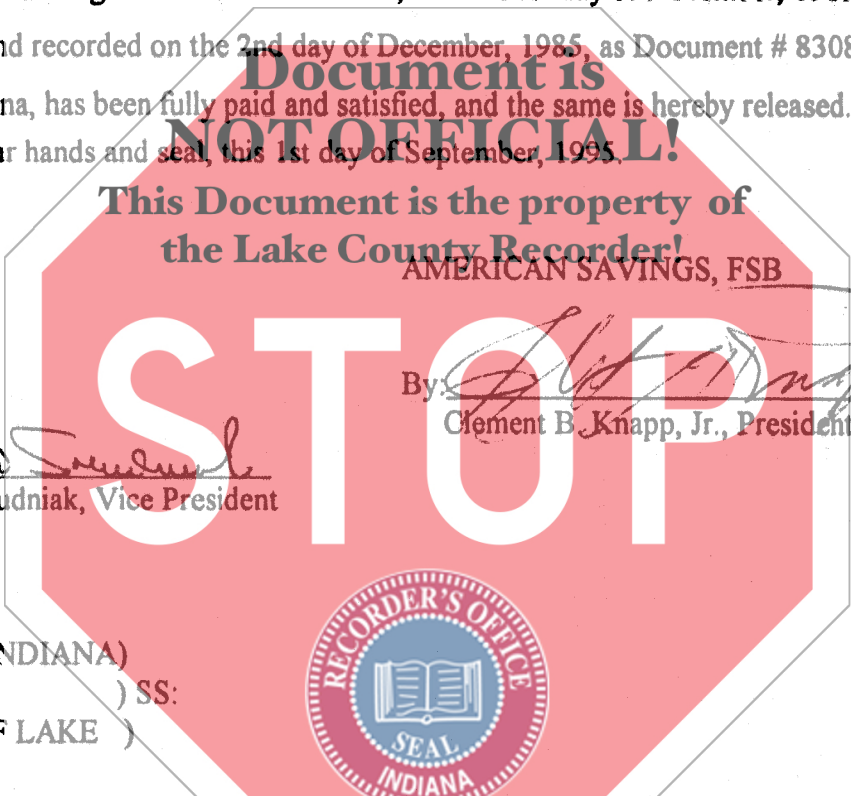 nd recorded on the 2nd day of December, 1985, as Document # 8308
Document is
na, has been fully paid and satisfied, and the same is hereby released.
NOT OFFICIAL!
r hands and seal, this 1st day of September, 1995.
This Document is the property of
the Lake County Recorder!
AMERICAN SAVINGS, FSB
STOP
By:
Clement B. Knapp, Jr., President
udniak, Vice President
RECORDER'S OFFICE
NDIANA)
) SS:
F LAKE )
SEAL
INDIANA